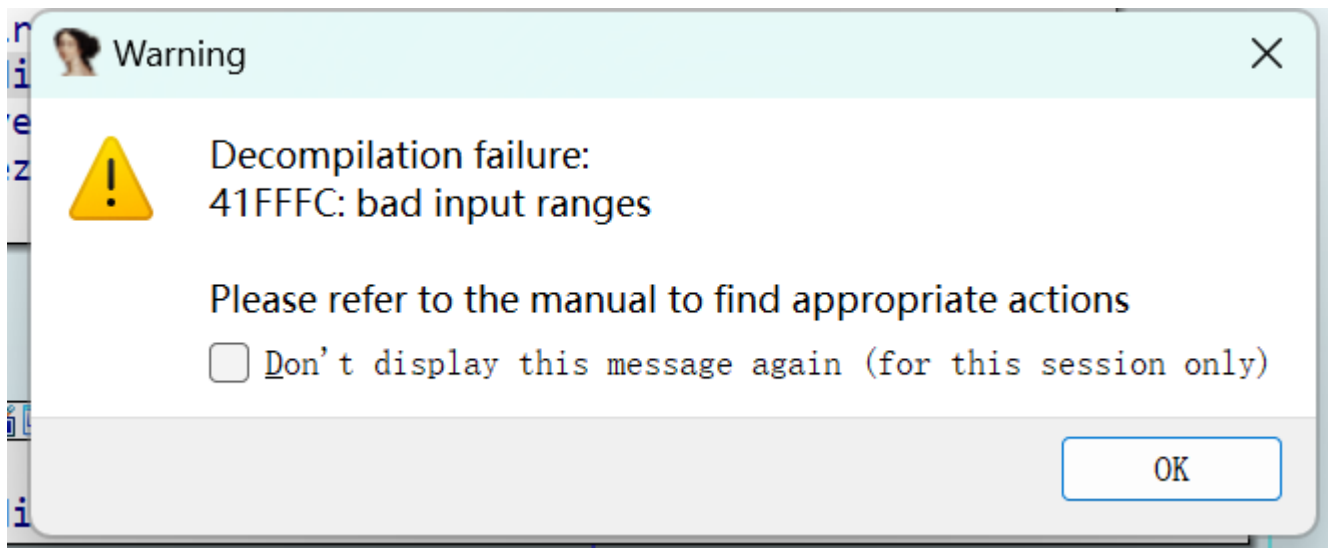 Warning
Decompilation failure:
41FFFC: bad input ranges
Please refer to the manual to find appropriate actions
Don't display this message again (for this session only)
OK